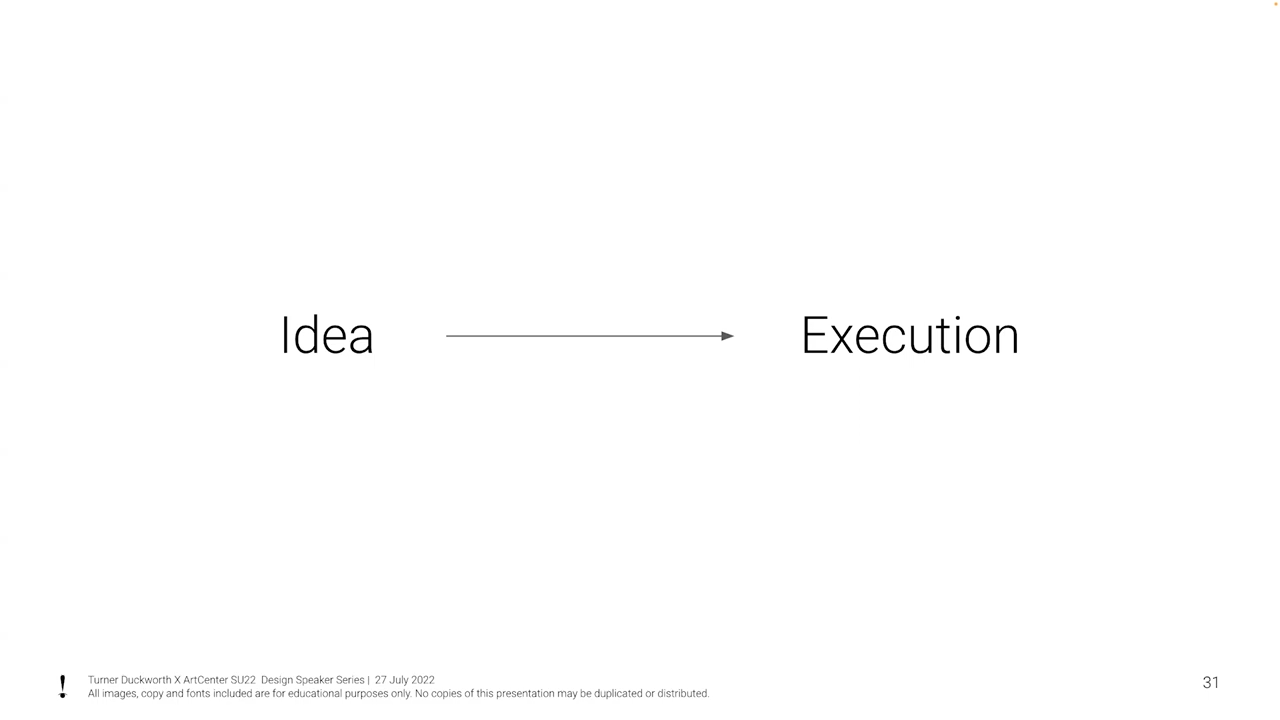 Idea Execution
Turner Duckworth X ArtCenter SU22 Design Speaker Series | 27 July 2022
All images, copy and fonts included are for educational purposes only. No copies of this presentation may be duplicated or distributed.
!
31